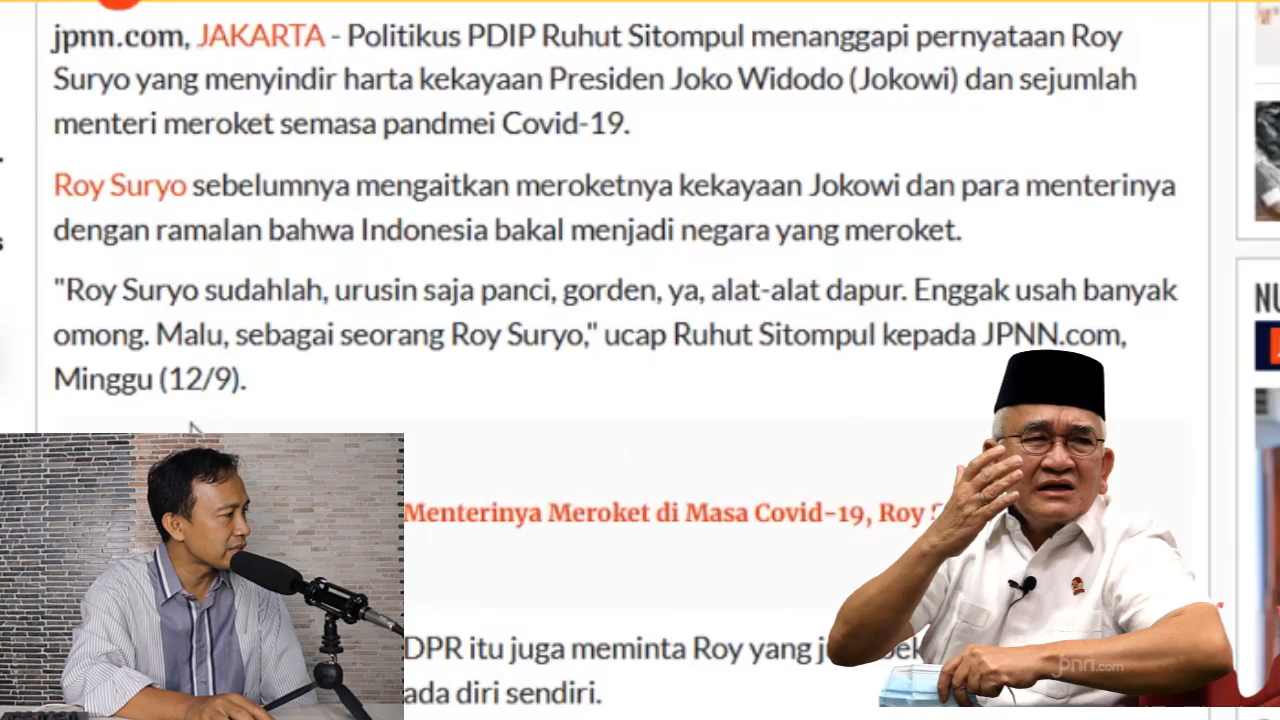 jpnn.com, JAKARTA - Politikus PDIP Ruhut Sitompul menanggapi pernyataan Roy
Suryo yang menyindir harta kekayaan Presiden Joko Widodo (Jokowi) dan sejumlah
menteri meroket semasa pandmei Covid-19.
Roy Suryo sebelumnya mengaitkan meroketnya kekayaan Jokowi dan para menterinya
dengan ramalan bahwa Indonesia bakal menjadi negara yang meroket.
"Roy Suryo sudahlah, urusin saja panci, gorden, ya, alat-alat dapur. Enggak usah banyak
omong. Malu, sebagai seorang Roy Suryo," ucap Ruhut Sitompul kepada JPNN.com,
Minggu (12/9).
NU
Menterinya Meroket di Masa Covid-19, Roy
DPR itu juga meminta Roy yang
ada diri sendiri.
jpnn.com